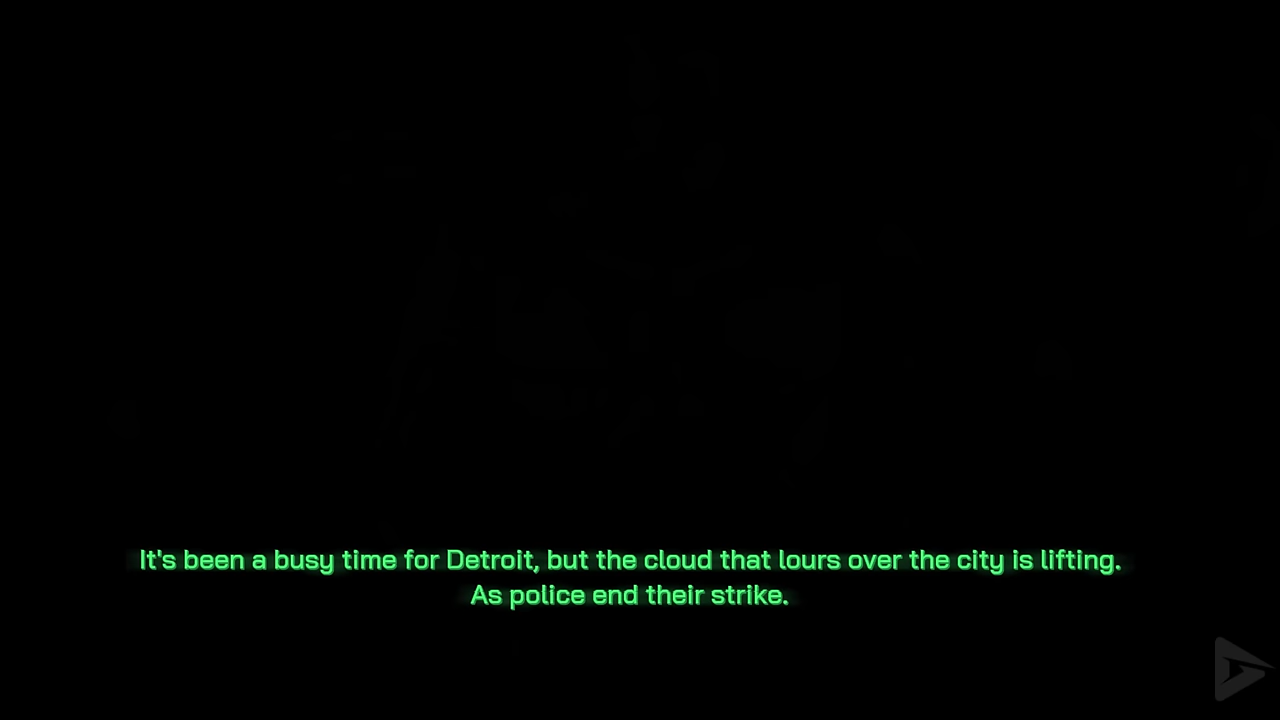 It's been a busy time for Detroit, but the cloud that lours over the city is lifting.
As police end their strike.